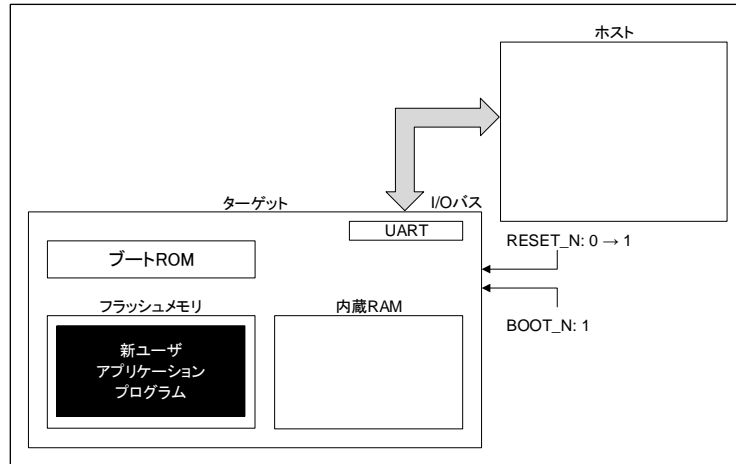 ホスト
ターゲット
I/Oバス
UART
RESET_N: 0 → 1
ブートROM
フラッシュメモリ
内蔵RAM
BOOT_N: 1
新ユーザ
アプリケーション
プログラム